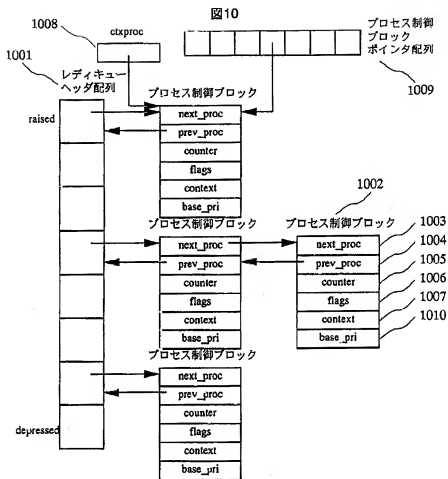 図10
1008
ctxproc
プロセス制御
ブロック
ポインタ配列
1009
1001
レディキュー
ヘッダ配列
raised
depressed
プロセス制御ブロック
next_proc
prev_proc
counter
flags
context
base_pri
プロセス制御ブロック
next_proc
prev_proc
counter
flags
context
base_pri
1002
プロセス制御ブロック
next_proc
prev_proc
counter
flags
context
base_pri
1003
1004
1005
1006
1007
1010
プロセス制御ブロック
next_proc
prev_proc
counter
flags
context
base_pri